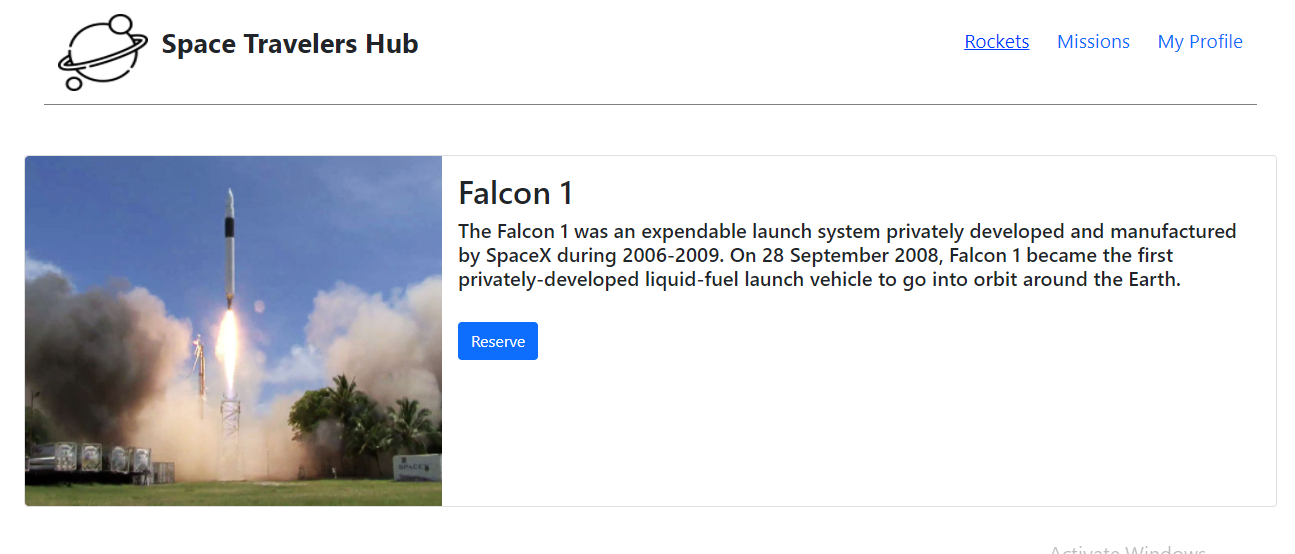 Space Travelers Hub
Rockets Missions My Profile
Falcon 1
The Falcon 1 was an expendable launch system privately developed and manufactured
by SpaceX during 2006-2009. On 28 September 2008, Falcon 1 became the first
privately-developed liquid-fuel launch vehicle to go into orbit around the Earth.
Reserve
SPACEX
Activate Windows